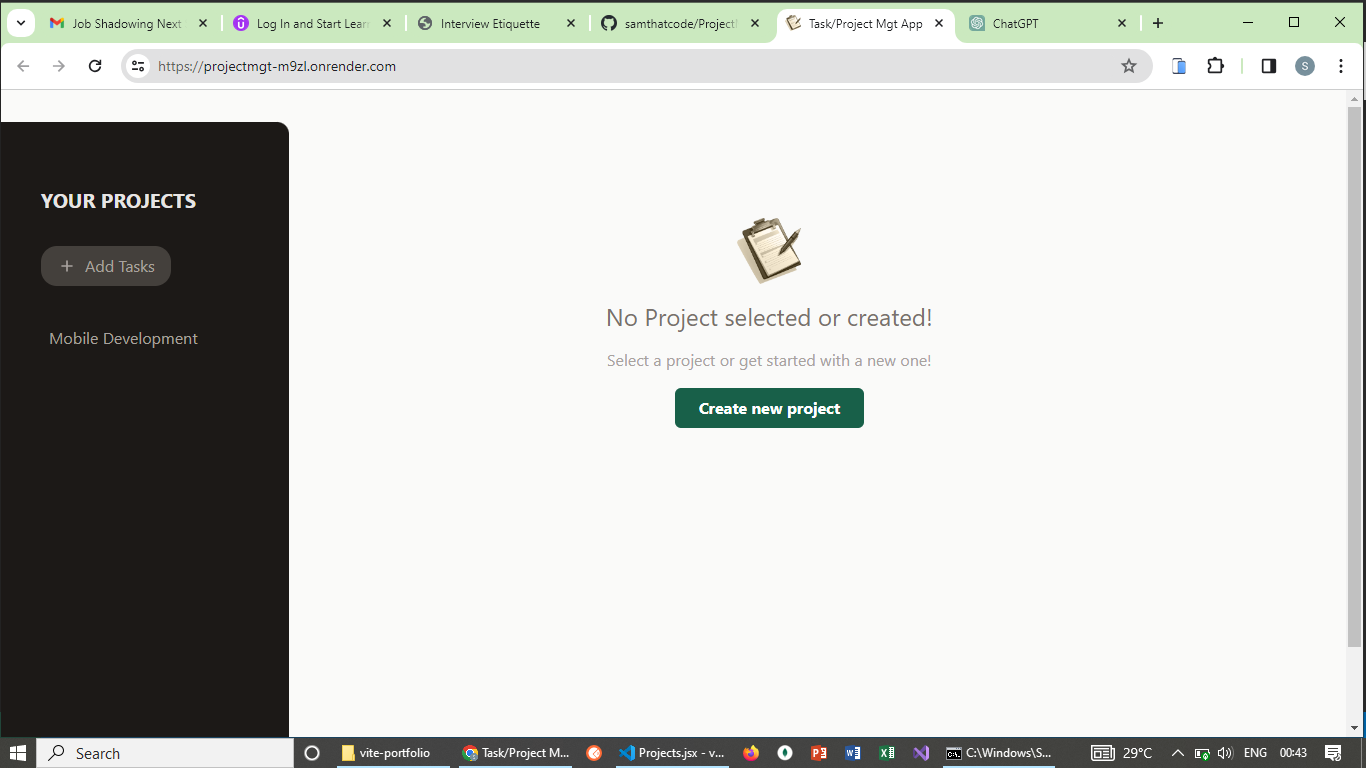 Job Shadowing Next
Log In and Start Lear
Interview Etiquette
samthatcode/Project
Task/Project Mgt App
ChatGPT
https://projectmgt-m9zl.onrender.com
S
YOUR PROJECTS
+ Add Tasks
Mobile Development
No Project selected or created!
Select a project or get started with a new one!
Create new project
Search
vite-portfolio
Task/Project M...
Projects.jsx - v...
C:\Windows\S...
29°C
ENG
00:43